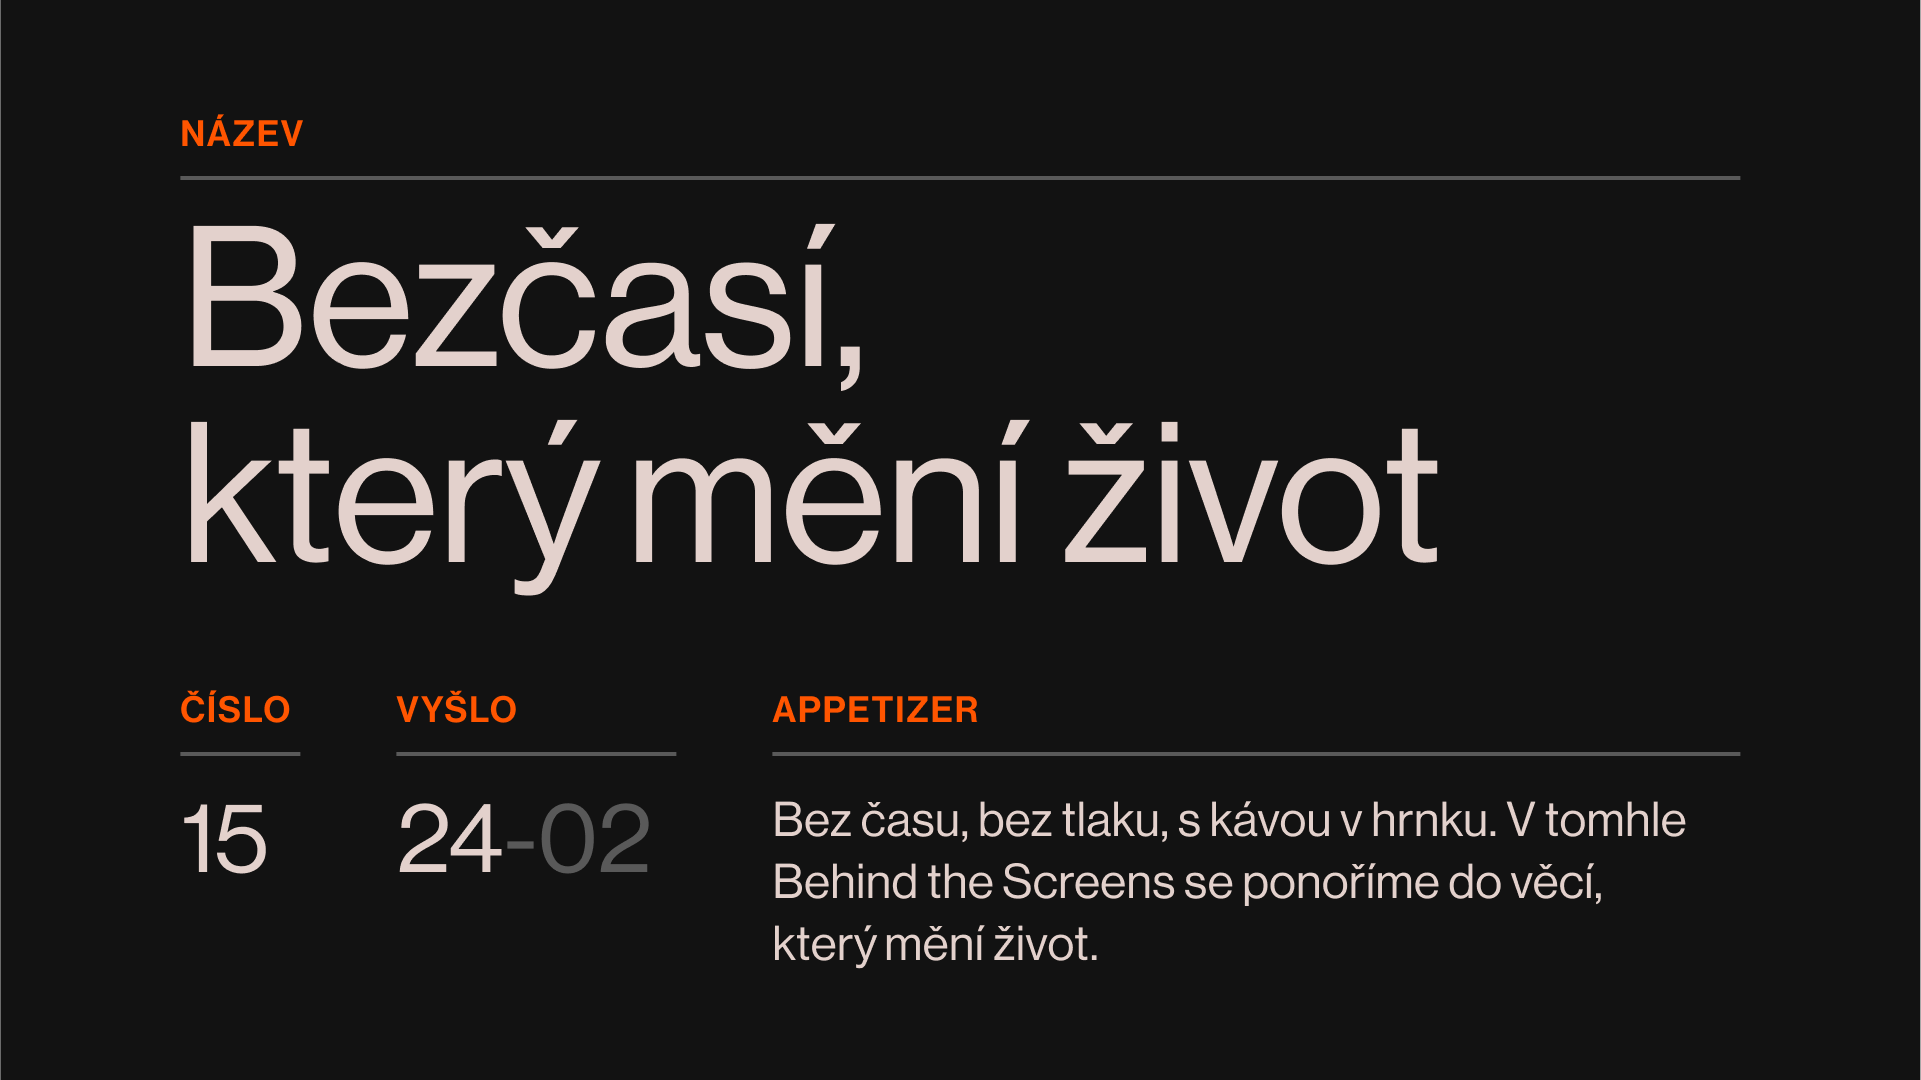 NÁZEV
Bezčasí,
který mění život
ČÍSLO
15
VYŠLO
24-02
APPETIZER
Bez času, bez tlaku, s kávou v hrnku. V tomhle
Behind the Screens se ponoříme do věcí,
který mění život.